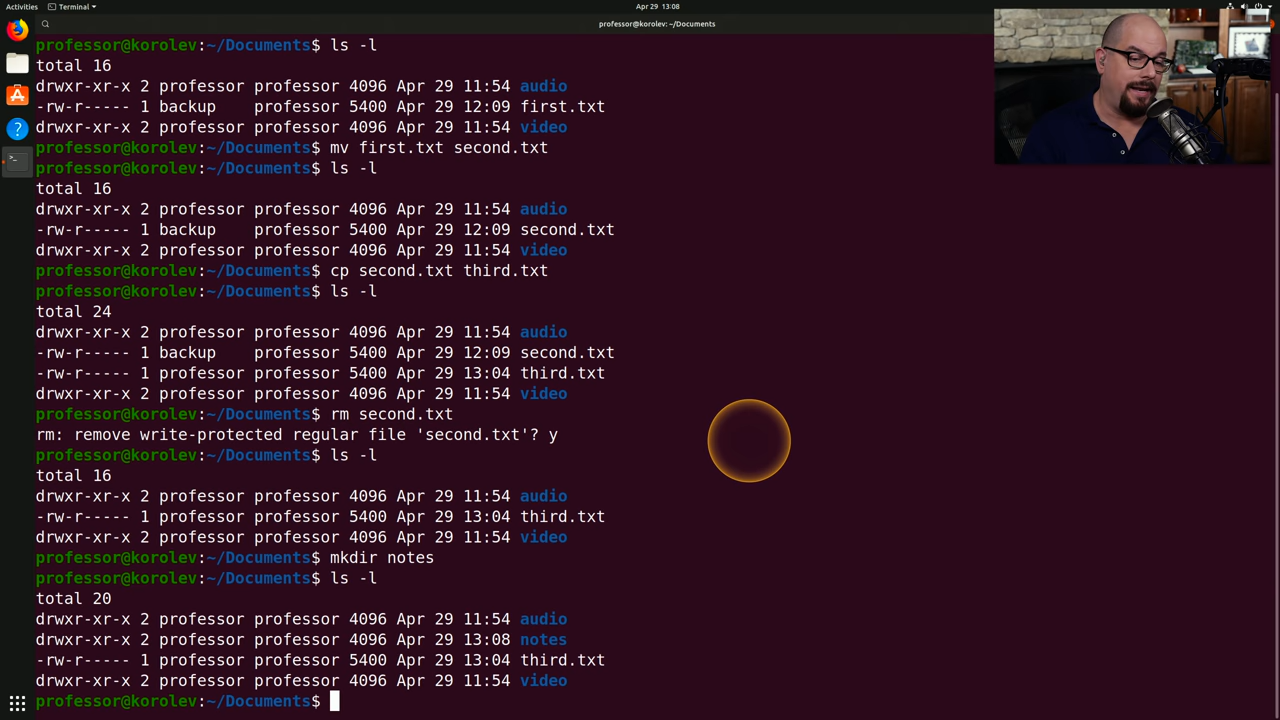 Activities Terminal Apr 29 13:08
professor@korolev: ~/Documents
professor@korolev:~/Documents$ ls -l
total 16
drwxr-xr-x 2 professor professor 4096 Apr 29 11:54 audio
-rw-r----- 1 backup    professor 5400 Apr 29 12:09 first.txt
drwxr-xr-x 2 professor professor 4096 Apr 29 11:54 video
professor@korolev:~/Documents$ mv first.txt second.txt
professor@korolev:~/Documents$ ls -l
total 16
drwxr-xr-x 2 professor professor 4096 Apr 29 11:54 audio
-rw-r----- 1 backup    professor 5400 Apr 29 12:09 second.txt
drwxr-xr-x 2 professor professor 4096 Apr 29 11:54 video
professor@korolev:~/Documents$ cp second.txt third.txt
professor@korolev:~/Documents$ ls -l
total 24
drwxr-xr-x 2 professor professor 4096 Apr 29 11:54 audio
-rw-r----- 1 backup    professor 5400 Apr 29 12:09 second.txt
-rw-r----- 1 professor professor 5400 Apr 29 13:04 third.txt
drwxr-xr-x 2 professor professor 4096 Apr 29 11:54 video
professor@korolev:~/Documents$ rm second.txt
rm: remove write-protected regular file 'second.txt'? y
professor@korolev:~/Documents$ ls -l
total 16
drwxr-xr-x 2 professor professor 4096 Apr 29 11:54 audio
-rw-r----- 1 professor professor 5400 Apr 29 13:04 third.txt
drwxr-xr-x 2 professor professor 4096 Apr 29 11:54 video
professor@korolev:~/Documents$ mkdir notes
professor@korolev:~/Documents$ ls -l
total 20
drwxr-xr-x 2 professor professor 4096 Apr 29 11:54 audio
drwxr-xr-x 2 professor professor 4096 Apr 29 13:08 notes
-rw-r----- 1 professor professor 5400 Apr 29 13:04 third.txt
drwxr-xr-x 2 professor professor 4096 Apr 29 11:54 video
professor@korolev:~/Documents$